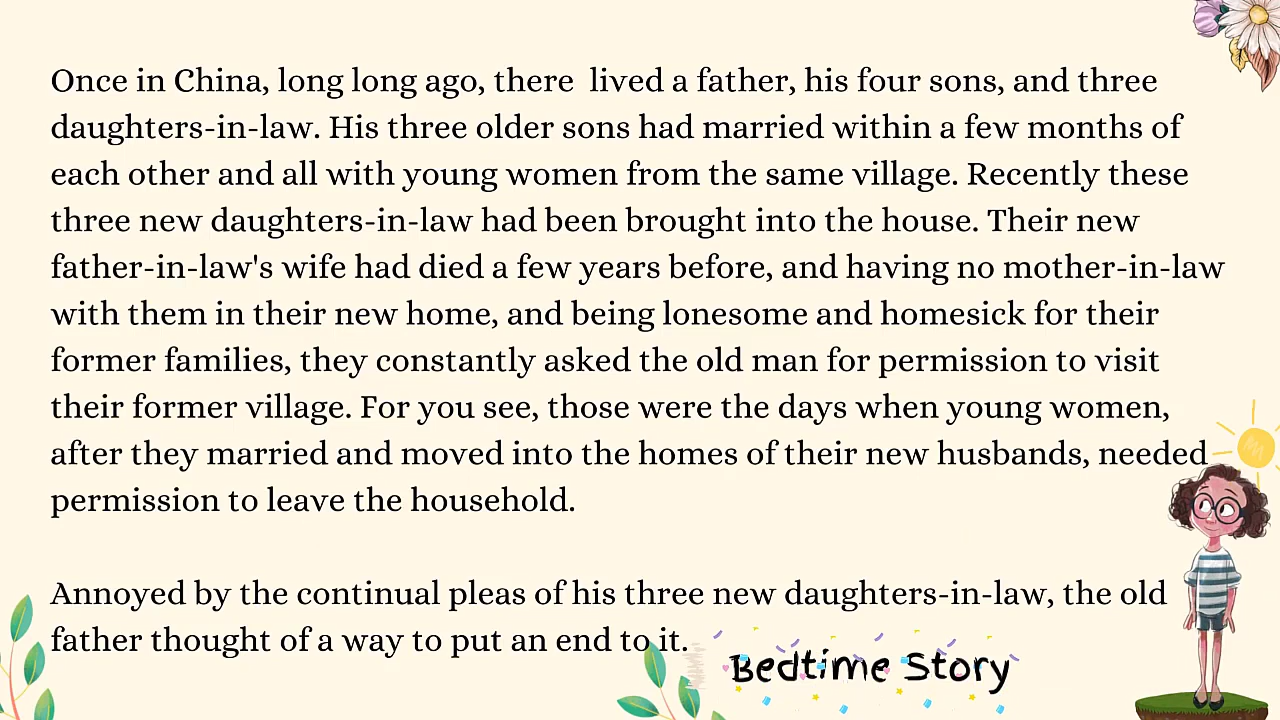 Once in China, long long ago, there  lived a father, his four sons, and three
daughters-in-law. His three older sons had married within a few months of
each other and all with young women from the same village. Recently these
three new daughters-in-law had been brought into the house. Their new
father-in-law's wife had died a few years before, and having no mother-in-law
with them in their new home, and being lonesome and homesick for their
former families, they constantly asked the old man for permission to visit
their former village. For you see, those were the days when young women,
after they married and moved into the homes of their new husbands, needed
permission to leave the household.
Annoyed by the continual pleas of his three new daughters-in-law, the old
father thought of a way to put an end to it.
Bedtime Story